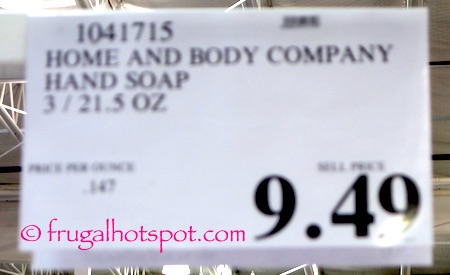 1041715
HOME AND BODY COMPANY
HAND SOAP
3 / 21.5 OZ
PRICE PER OUNCE
.147
SELL PRICE
9.49
© frugalhotspot.com